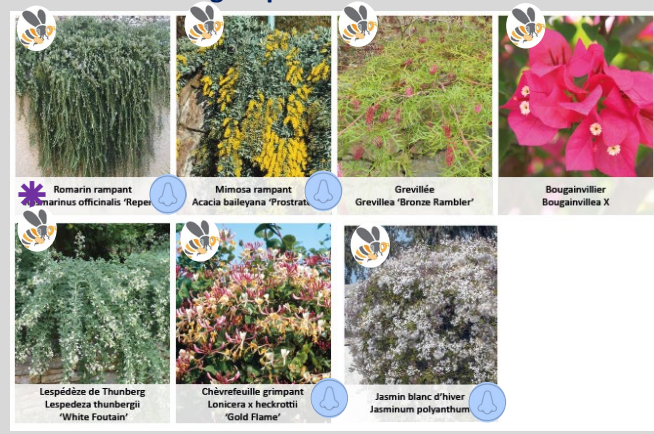 Romarin rampant
Mimosa rampant
Acacia baileyana 'Prostrat
Grevillée
Grevillea 'Bronze Rambler'
Bougainvillier
Bougainvillea X
marinus officinalis 'Repen
Lespédèze de Thunberg
Lespedeza thunbergii
'White Foutain'
Chèvrefeuille grimpant
Lonicera x heckrottii
'Gold Flame'
Jasmin blanc d'hiver
Jasminum polyanthum